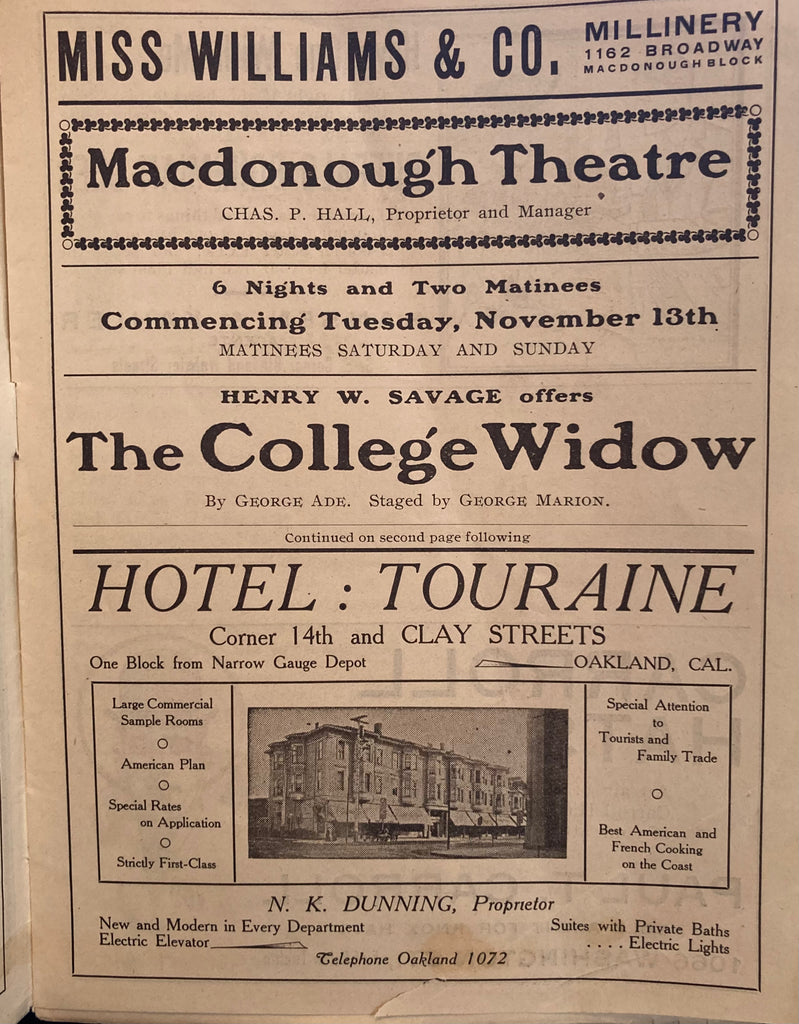 MISS WILLIAMS & CO.
MILLINERY
1162 BROADWAY
MACDONOUGH BLOCK
Macdonough Theatre
CHAS. P. HALL, Proprietor and Manager
6 Nights and Two Matinees
Commencing Tuesday, November 13th
MATINEES SATURDAY AND SUNDAY
HENRY W. SAVAGE offers
The College Widow
By GEORGE ADE. Staged by GEORGE MARION.
Continued on second page following
HOTEL : TOURAINE
Corner 14th and CLAY STREETS
One Block from Narrow Gauge Depot
OAKLAND, CAL.
Large Commercial
Sample Rooms
American Plan
Special Rates
on Application
Strictly First-Class
Special Attention
to
Tourists and
Family Trade
Best American and
French Cooking
on the Coast
N. K. DUNNING, Proprietor
New and Modern in Every Department
Suites with Private Baths
Electric Elevator
. . . . Electric Lights
Telephone Oakland 1072